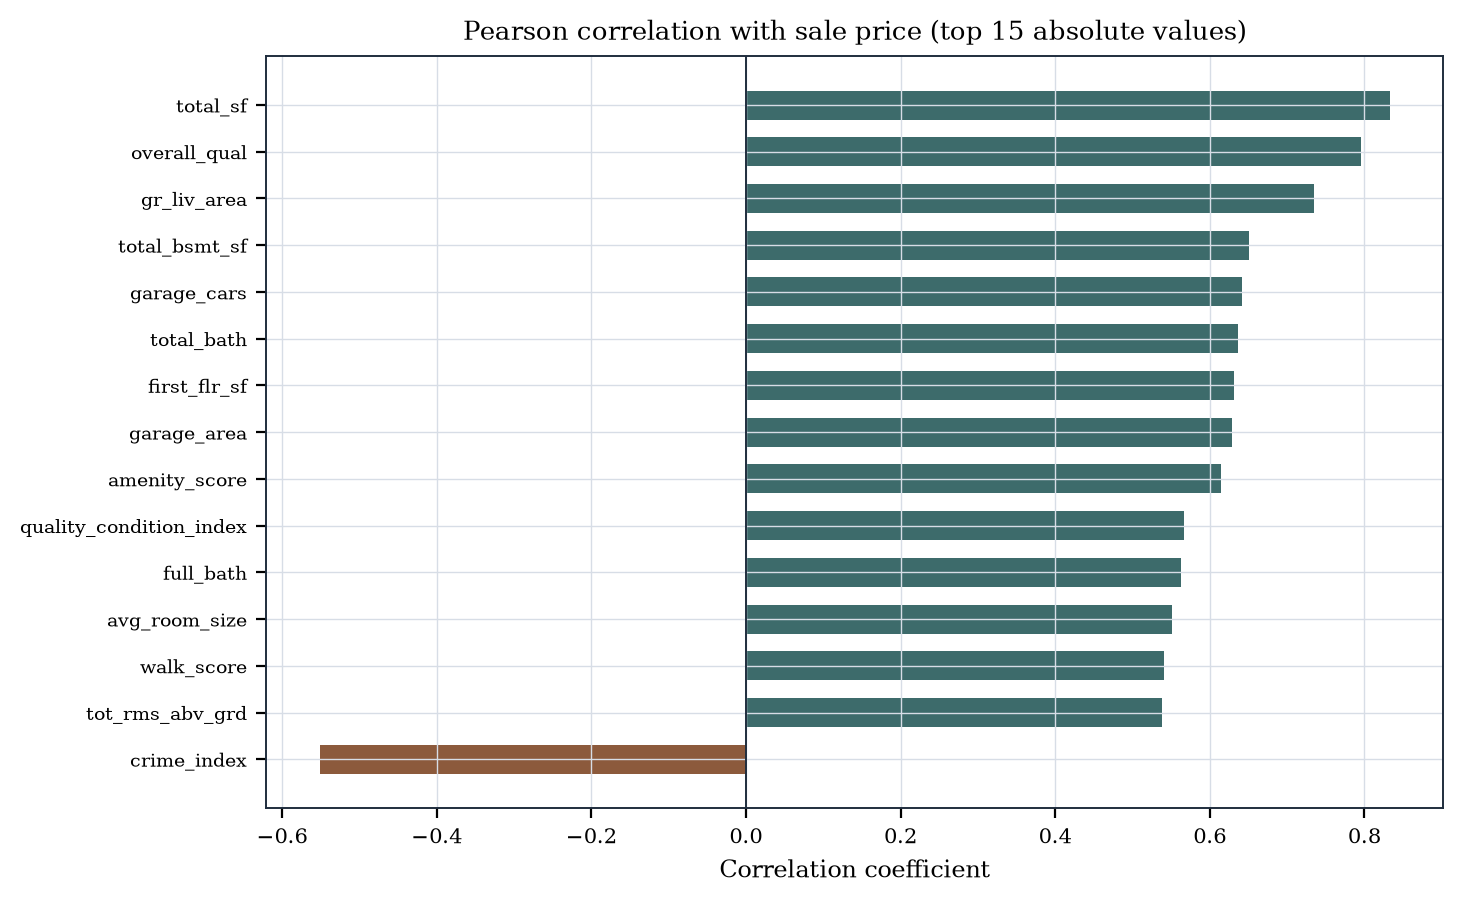 Pearson correlation with sale price (top 15 absolute values)
total_sf
overall_qual
gr_liv_area
total_bsmt_sf
garage_cars
total_bath
first_flr_sf
garage_area
amenity_score
quality_condition_index
full_bath
avg_room_size
walk_score
tot_rms_abv_grd
crime_index
−0.6 −0.4 −0.2 0.0 0.2 0.4 0.6 0.8
Correlation coefficient